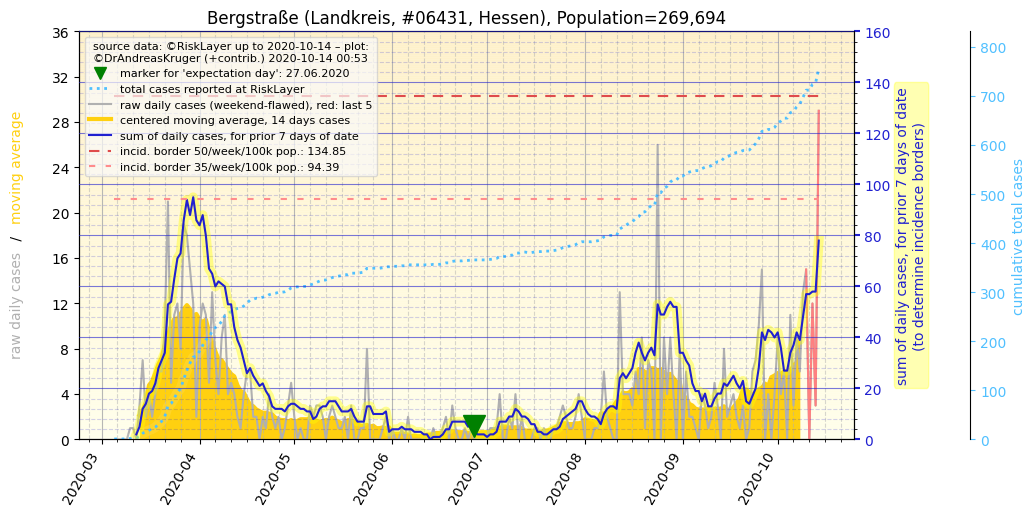 Bergstraße (Landkreis, #06431, Hessen), Population=269,694
source data: ©RiskLayer up to 2020-10-14 – plot:
©DrAndreasKruger (+contrib.) 2020-10-14 00:53
marker for 'expectation day': 27.06.2020
total cases reported at RiskLayer
raw daily cases (weekend-flawed), red: last 5
centered moving average, 14 days cases
sum of daily cases, for prior 7 days of date
incid. border 50/week/100k pop.: 134.85
incid. border 35/week/100k pop.: 94.39
raw daily cases / moving average
36
32
28
24
20
16
12
8
4
0
2020-03
2020-04
2020-05
2020-06
2020-07
2020-08
2020-09
2020-10
160
140
120
100
80
60
40
20
0
sum of daily cases, for prior 7 days of date
(to determine incidence borders)
800
700
600
500
400
300
200
100
0
cumulative total cases